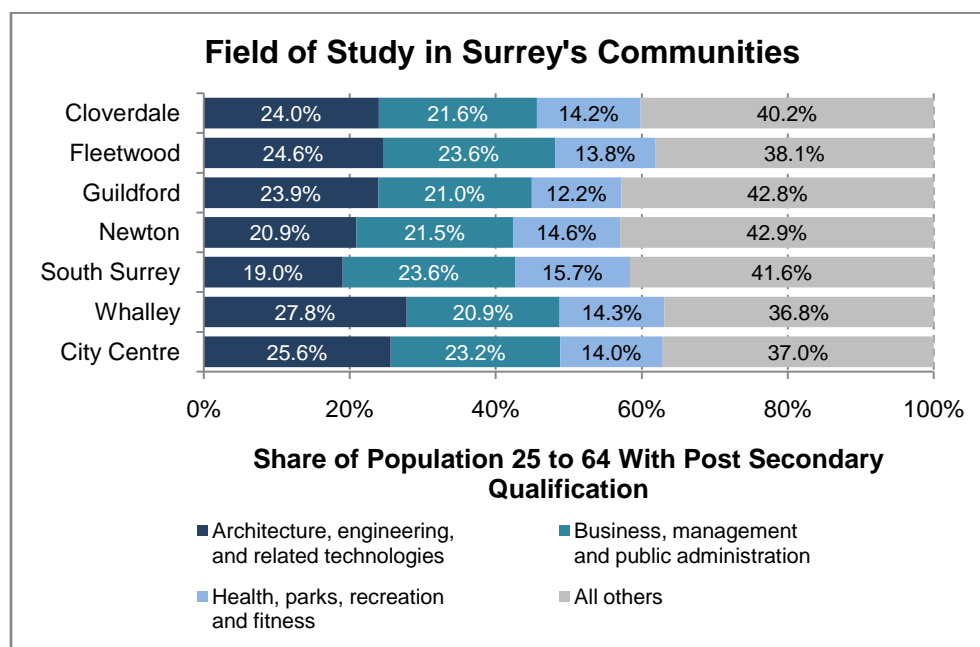 Field of Study in Surrey's Communities
Cloverdale 24.0% 21.6% 14.2% 40.2%
Fleetwood 24.6% 23.6% 13.8% 38.1%
Guildford 23.9% 21.0% 12.2% 42.8%
Newton 20.9% 21.5% 14.6% 42.9%
South Surrey 19.0% 23.6% 15.7% 41.6%
Whalley 27.8% 20.9% 14.3% 36.8%
City Centre 25.6% 23.2% 14.0% 37.0%
0% 20% 40% 60% 80% 100%
Share of Population 25 to 64 With Post Secondary
Qualification
Architecture, engineering,
and related technologies
Business, management
and public administration
Health, parks, recreation
and fitness
All others